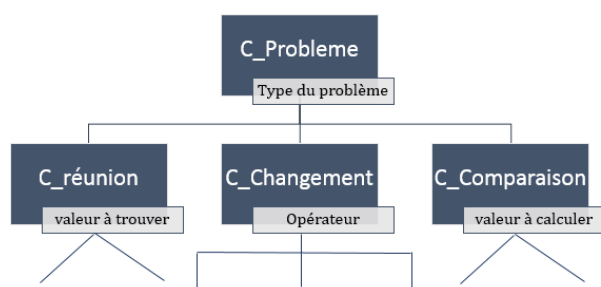 C_Probleme
Type du problème
C_réunion
C_Changement
C_Comparaison
valeur à trouver
Opérateur
valeur à calculer